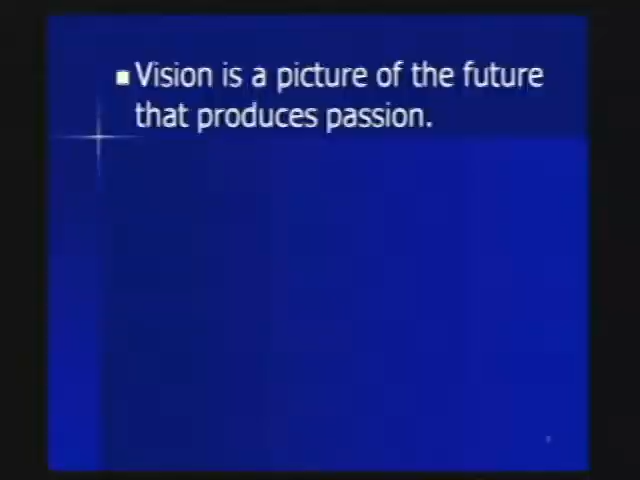 Vision is a picture of the future
that produces passion.